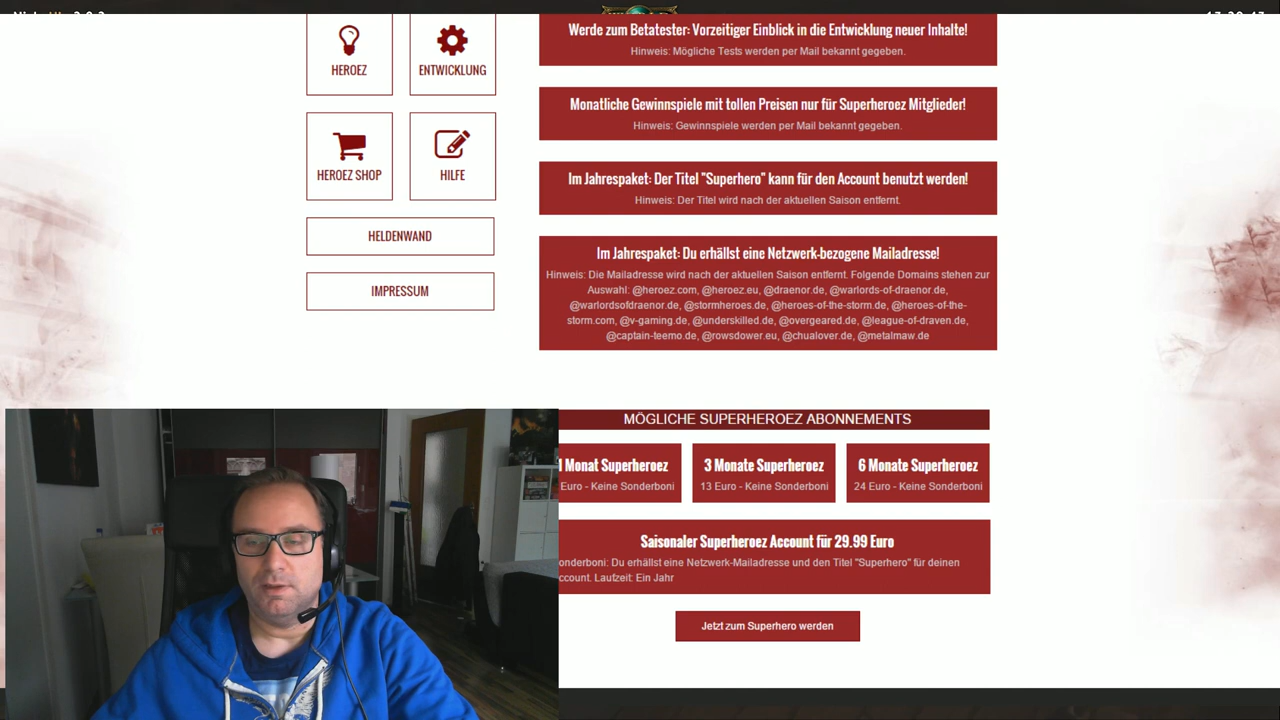 HEROEZ
ENTWICKLUNG
HEROEZ SHOP
HILFE
HELDENWAND
IMPRESSUM
Werde zum Betatester: Vorzeitiger Einblick in die Entwicklung neuer Inhalte!
Hinweis: Mögliche Tests werden per Mail bekannt gegeben.
Monatliche Gewinnspiele mit tollen Preisen nur für Superheroez Mitglieder!
Hinweis: Gewinnspiele werden per Mail bekannt gegeben.
Im Jahrespaket: Der Titel "Superhero" kann für den Account benutzt werden!
Hinweis: Der Titel wird nach der aktuellen Saison entfernt.
Im Jahrespaket: Du erhällst eine Netzwerk-bezogene Mailadresse!
Hinweis: Die Mailadresse wird nach der aktuellen Saison entfernt. Folgende Domains stehen zur
Auswahl: @heroez.com, @heroez.eu, @draenor.de, @warlords-of-draenor.de,
@warlordsofdraenor.de, @stormheroes.de, @heroes-of-the-storm.de, @heroes-of-the-
storm.com, @v-gaming.de, @underskilled.de, @overgeared.de, @league-of-draven.de,
@captain-teemo.de, @rowsdower.eu, @chualover.de, @metalmaw.de
MÖGLICHE SUPERHEROEZ ABONNEMENTS
1 Monat Superheroez
Euro - Keine Sonderboni
3 Monate Superheroez
13 Euro - Keine Sonderboni
6 Monate Superheroez
24 Euro - Keine Sonderboni
Saisonaler Superheroez Account für 29.99 Euro
onderboni: Du erhällst eine Netzwerk-Mailadresse und den Titel "Superhero" für deinen
ccount. Laufzeit: Ein Jahr
Jetzt zum Superhero werden